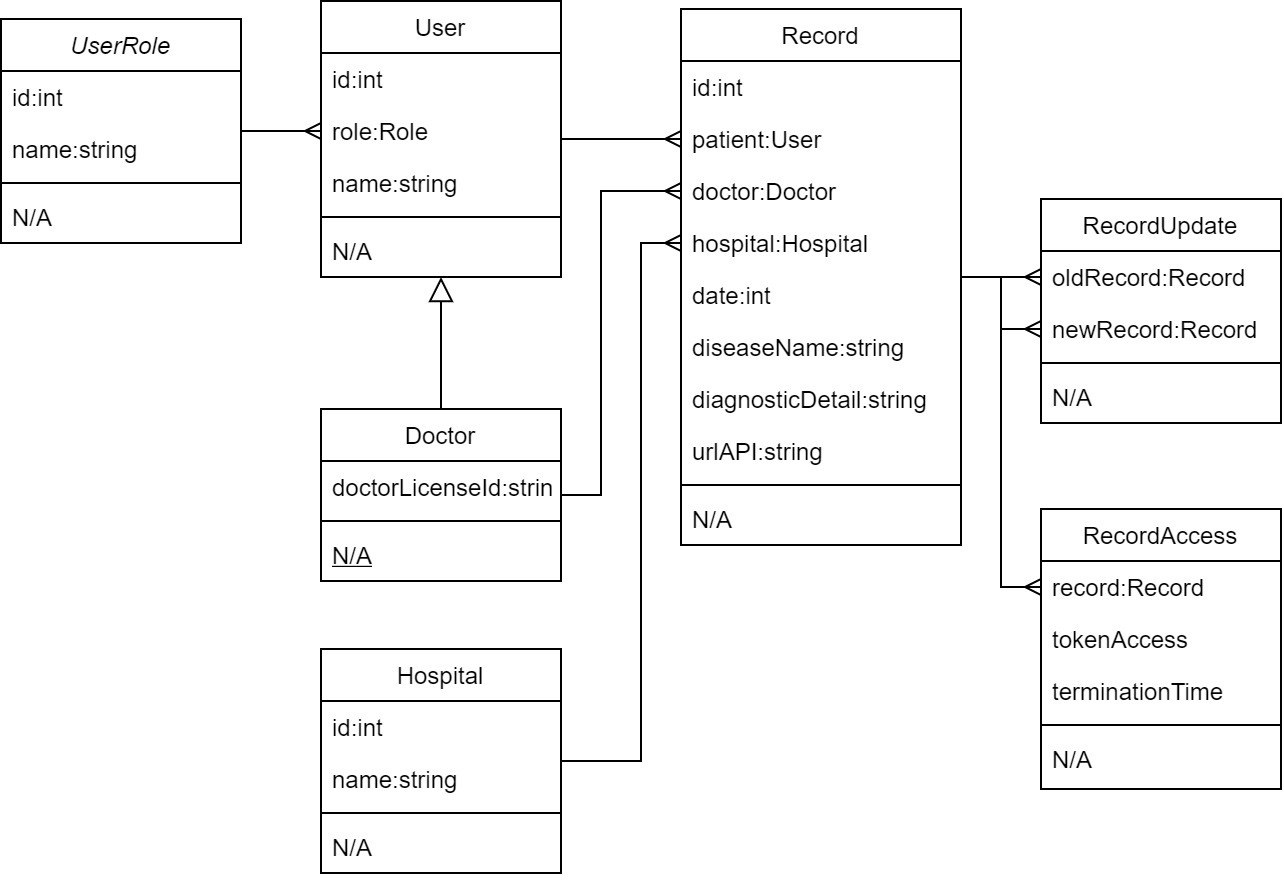 UserRole
id:int
name:string
N/A
User
id:int
role:Role
name:string
N/A
Doctor
doctorLicenseId:strin
N/A
Hospital
id:int
name:string
N/A
Record
id:int
patient:User
doctor:Doctor
hospital:Hospital
date:int
diseaseName:string
diagnosticDetail:string
urlAPI:string
N/A
RecordUpdate
oldRecord:Record
newRecord:Record
N/A
RecordAccess
record:Record
tokenAccess
terminationTime
N/A